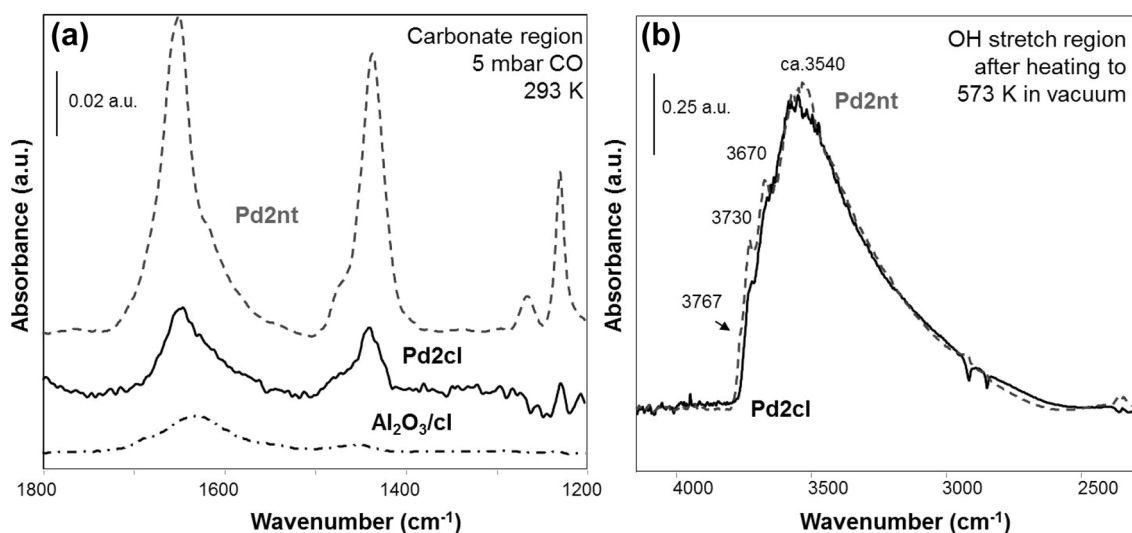 (a)
Carbonate region
5 mbar CO
293 K
0.02 a.u.
Pd2nt
Pd2cl
Al₂O₃/cl
Absorbance (a.u.)
1800 1600 1400 1200
Wavenumber (cm⁻¹)
(b)
OH stretch region
after heating to
573 K in vacuum
ca.3540
Pd2nt
0.25 a.u.
3670
3730
3767
Pd2cl
Absorbance (a.u.)
4000 3500 3000 2500
Wavenumber (cm⁻¹)